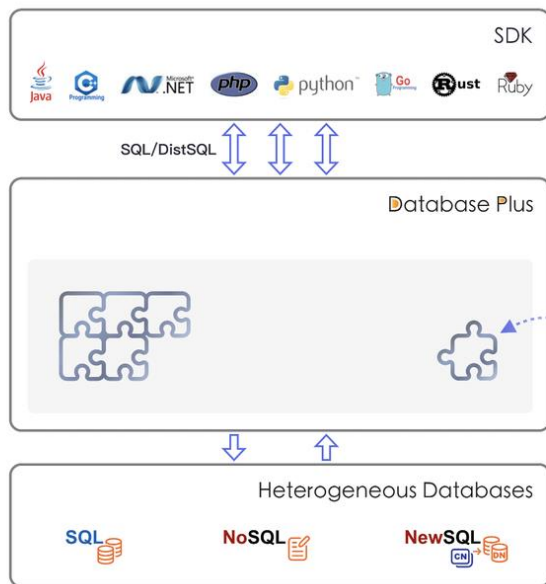 SDK
Java
C++
Programming
Microsoft
.NET
php
python
Go
Programming
Rust
Ruby
SQL/DistSQL
Database Plus
Heterogeneous Databases
SQL
NoSQL
NewSQL
CN
DN